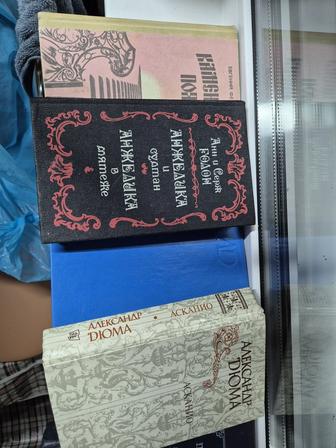 Анн и Серж
ГОЛОН
АНЖЕЛИКА
и
султан
АНЖЕЛИКА
в
мятеже
АЛЕКСАНДР
ДЮМА
АСКАНИО
АЛЕКСАНДР
ДЮМА
АСКАНИО